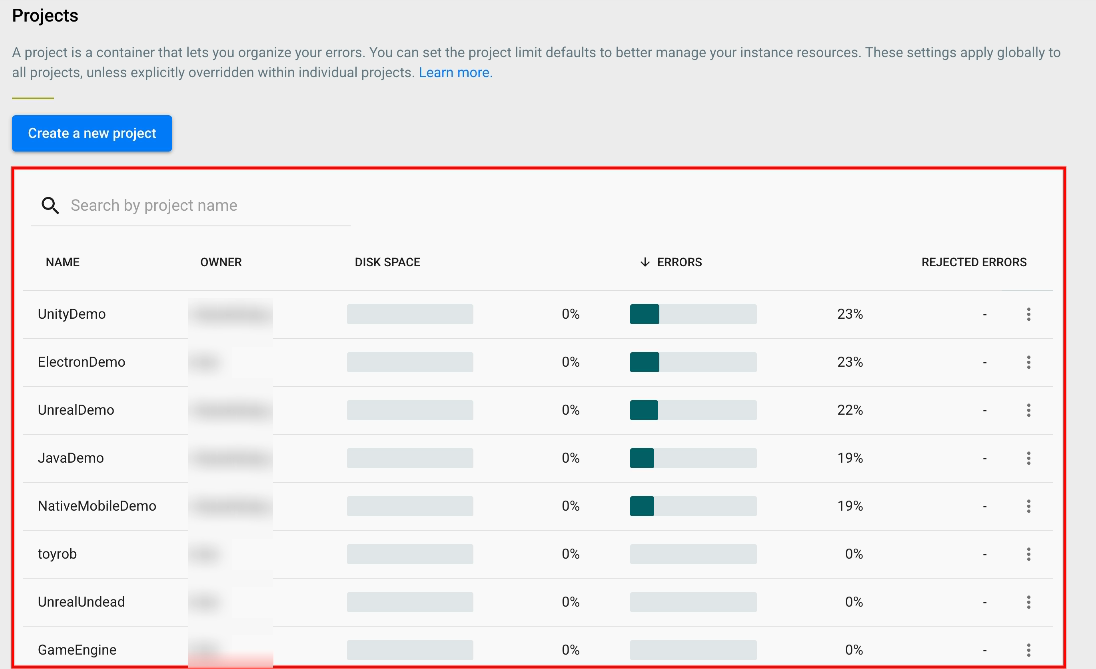 Projects
A project is a container that lets you organize your errors. You can set the project limit defaults to better manage your instance resources. These settings apply globally to
all projects, unless explicitly overridden within individual projects. Learn more.
Create a new project
Search by project name
NAME OWNER DISK SPACE ↓ ERRORS REJECTED ERRORS
UnityDemo 0% 23% -
ElectronDemo 0% 23% -
UnrealDemo 0% 22% -
JavaDemo 0% 19% -
NativeMobileDemo 0% 19% -
toyrob 0% 0% -
UnrealUndead 0% 0% -
GameEngine 0% 0% -